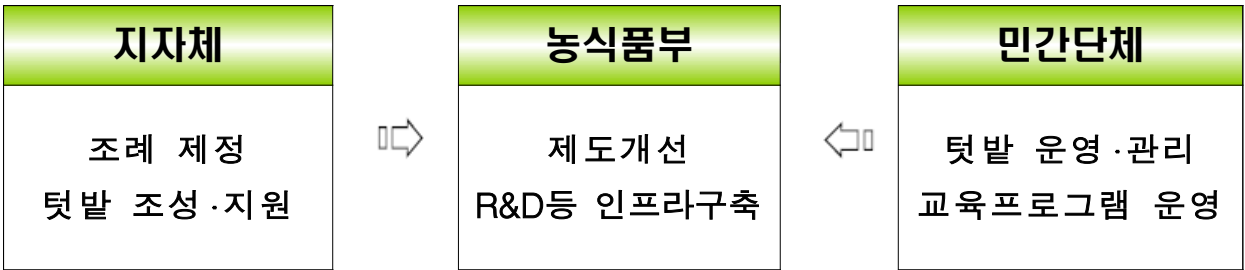 지자체
조례 제정
텃밭 조성·지원
농식품부
제도개선
R&D등 인프라구축
민간단체
텃밭 운영·관리
교육프로그램 운영